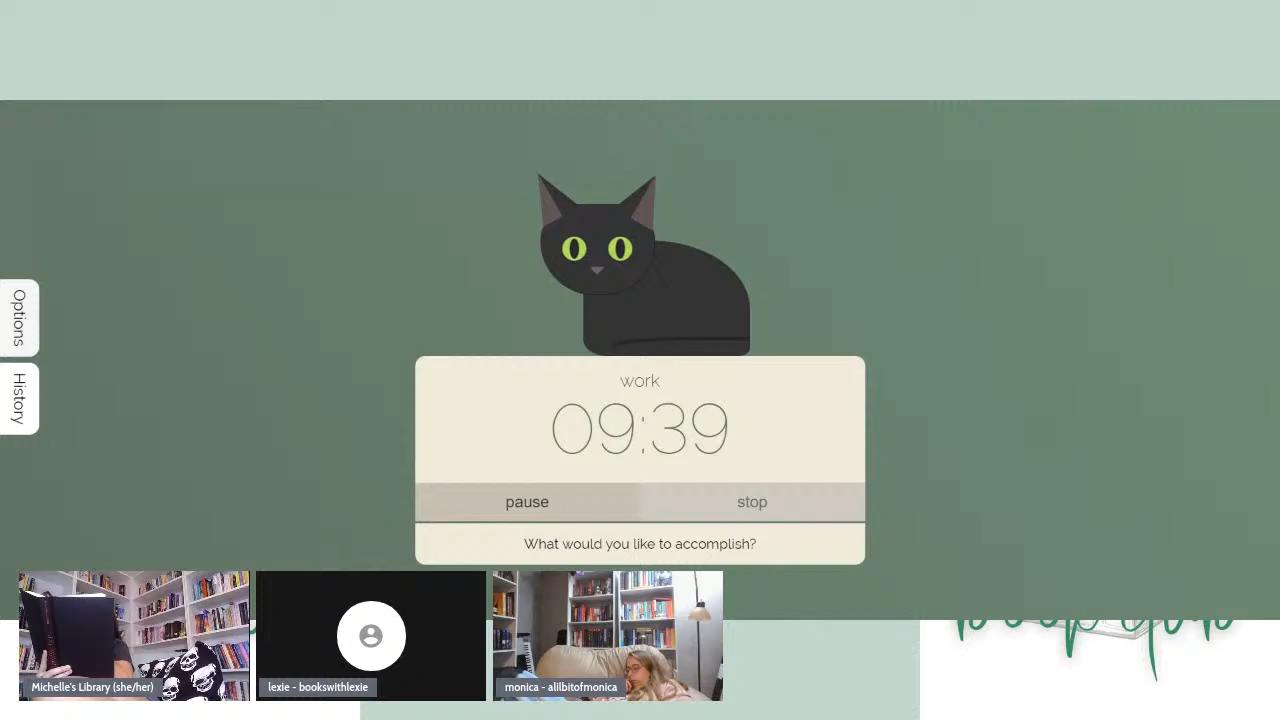 Options
History
work
09:39
pause
stop
What would you like to accomplish?
Michelle's Library (she/her)
lexie - bookswithlexie
monica - alilbitofmonica